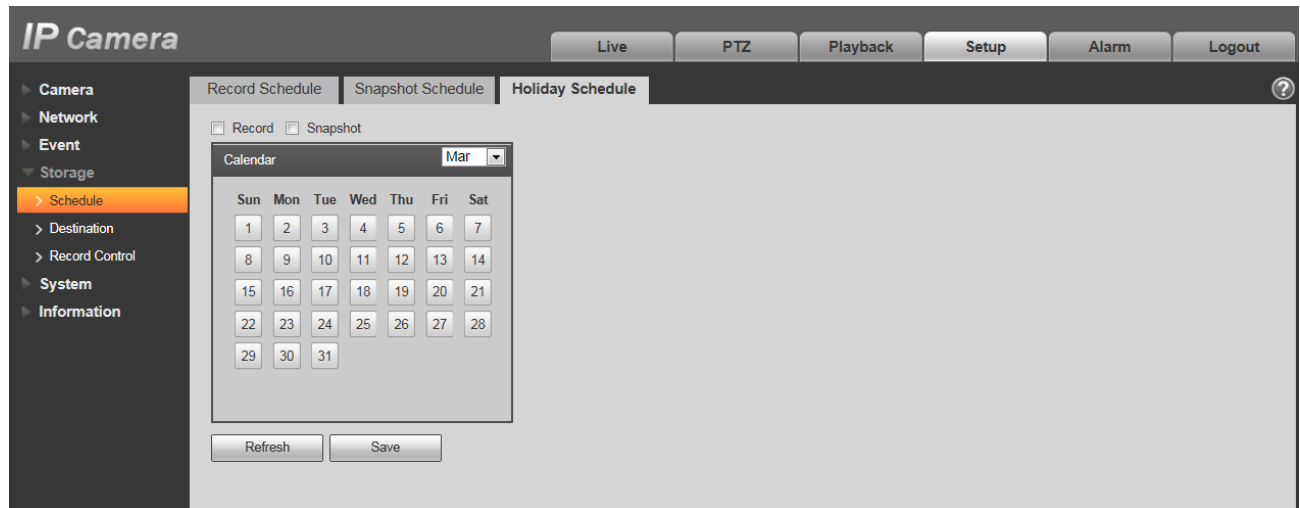 IP Camera
Live PTZ Playback Setup Alarm Logout
Camera
Network
Event
Storage
> Schedule
> Destination
> Record Control
System
Information
Record Schedule Snapshot Schedule Holiday Schedule ?
Record Snapshot
Calendar Mar
Sun Mon Tue Wed Thu Fri Sat
1 2 3 4 5 6 7
8 9 10 11 12 13 14
15 16 17 18 19 20 21
22 23 24 25 26 27 28
29 30 31
Refresh Save